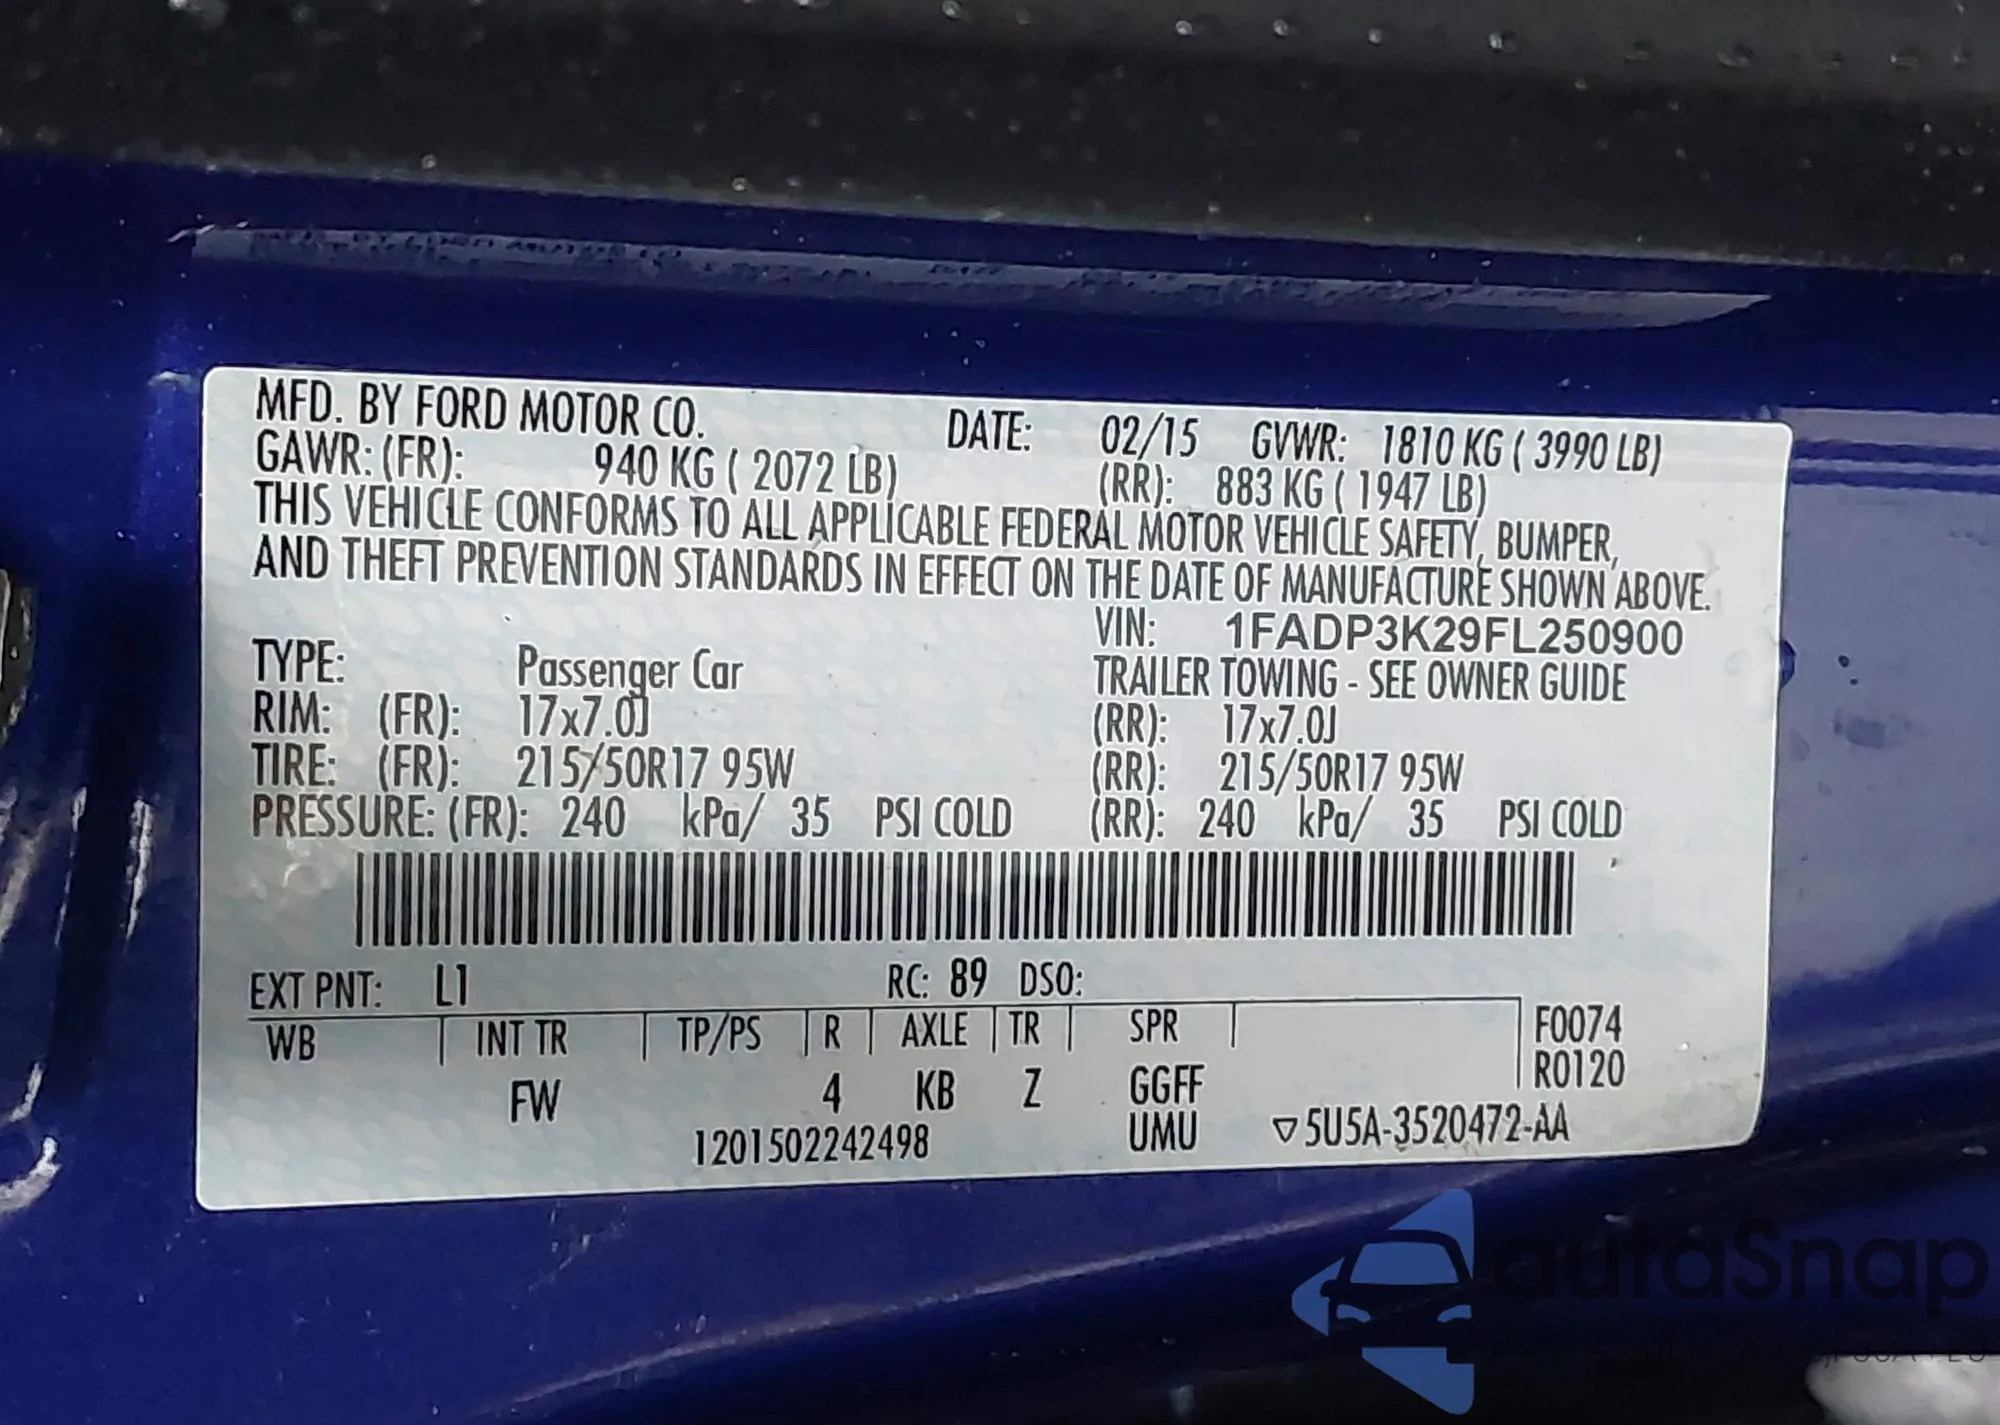 MFD. BY FORD MOTOR CO. DATE: 02/15 GVWR: 1810 KG ( 3990 LB)
GAWR: (FR): 940 KG ( 2072 LB) (RR): 883 KG ( 1947 LB)
THIS VEHICLE CONFORMS TO ALL APPLICABLE FEDERAL MOTOR VEHICLE SAFETY, BUMPER,
AND THEFT PREVENTION STANDARDS IN EFFECT ON THE DATE OF MANUFACTURE SHOWN ABOVE.
VIN: 1FADP3K29FL250900
TYPE: Passenger Car TRAILER TOWING - SEE OWNER GUIDE
RIM: (FR): 17x7.0J (RR): 17x7.0J
TIRE: (FR): 215/50R17 95W (RR): 215/50R17 95W
PRESSURE: (FR): 240 kPa/ 35 PSI COLD (RR): 240 kPa/ 35 PSI COLD
EXT PNT: L1 RC: 89 DSO:
WB INT TR TP/PS R AXLE TR SPR F0074
R0120
FW 4 KB Z GGFF
1201502242498 UMU ▽5U5A-3520472-AA
autoSnap